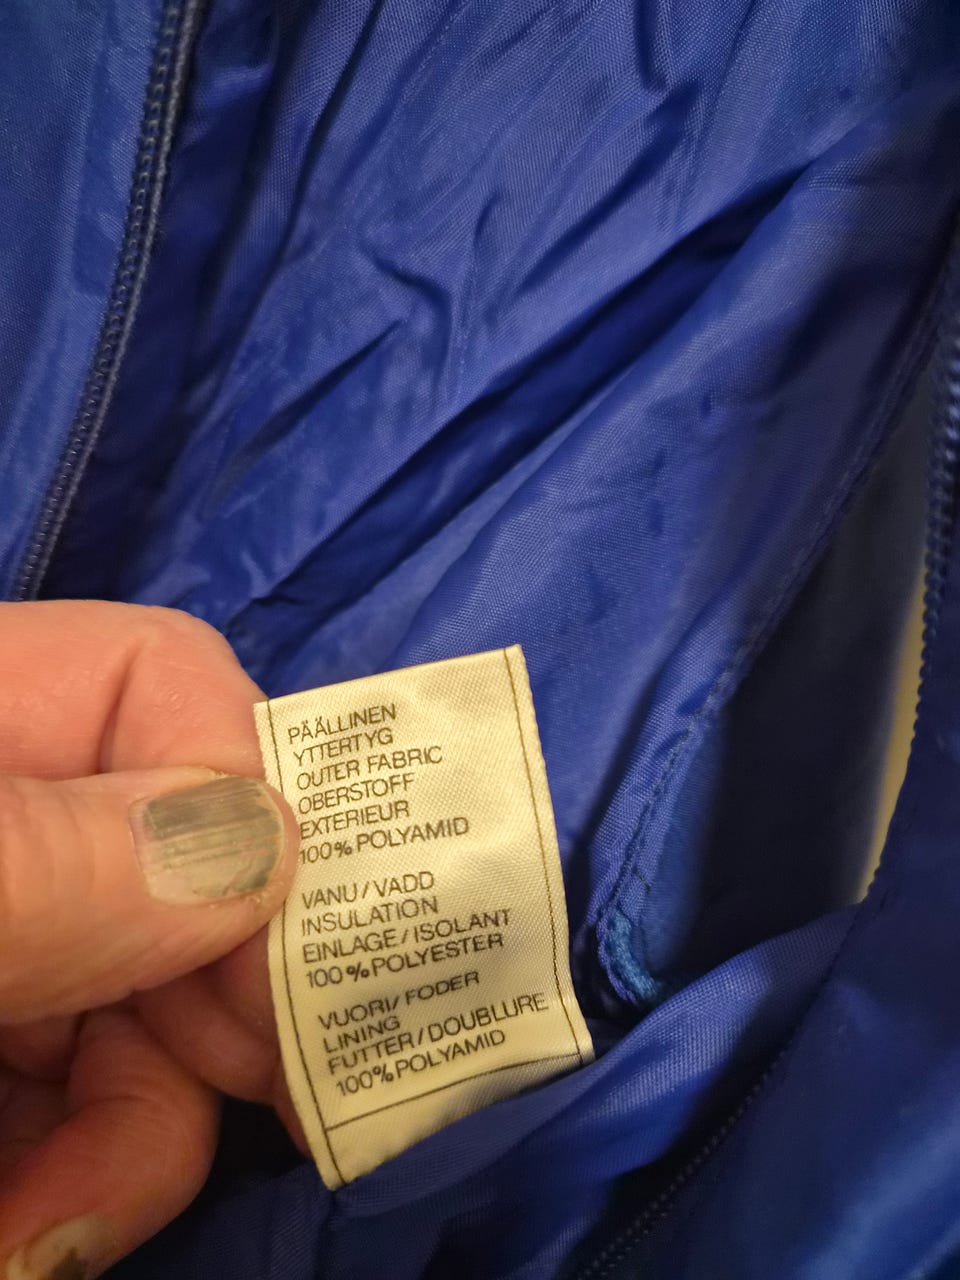 PÄÄLLINEN
YTTERTYG
OUTER FABRIC
OBERSTOFF
EXTERIEUR
100% POLYAMID
VANU/VADD
INSULATION
EINLAGE/ISOLANT
100% POLYESTER
VUORI/FODER
LINING
FUTTER/DOUBLURE
100% POLYAMID